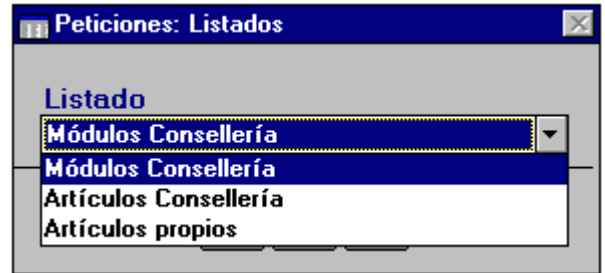 Peticiones: Listados
Listado
Módulos Consellería
Módulos Consellería
Artículos Consellería
Artículos propios